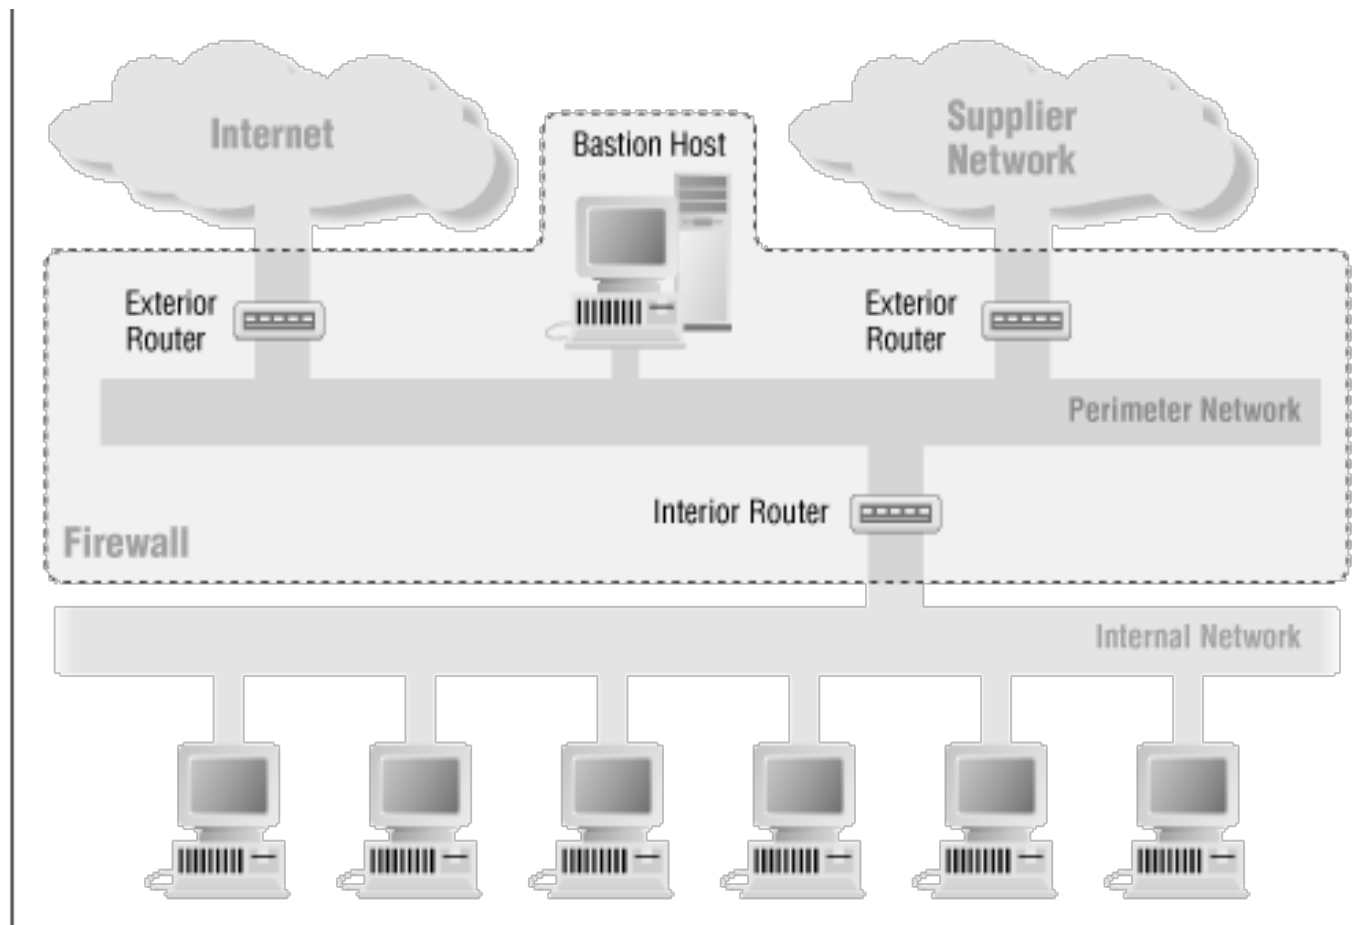 Internet
Bastion Host
Supplier
Network
Exterior
Router
Exterior
Router
Perimeter Network
Interior Router
Firewall
Internal Network